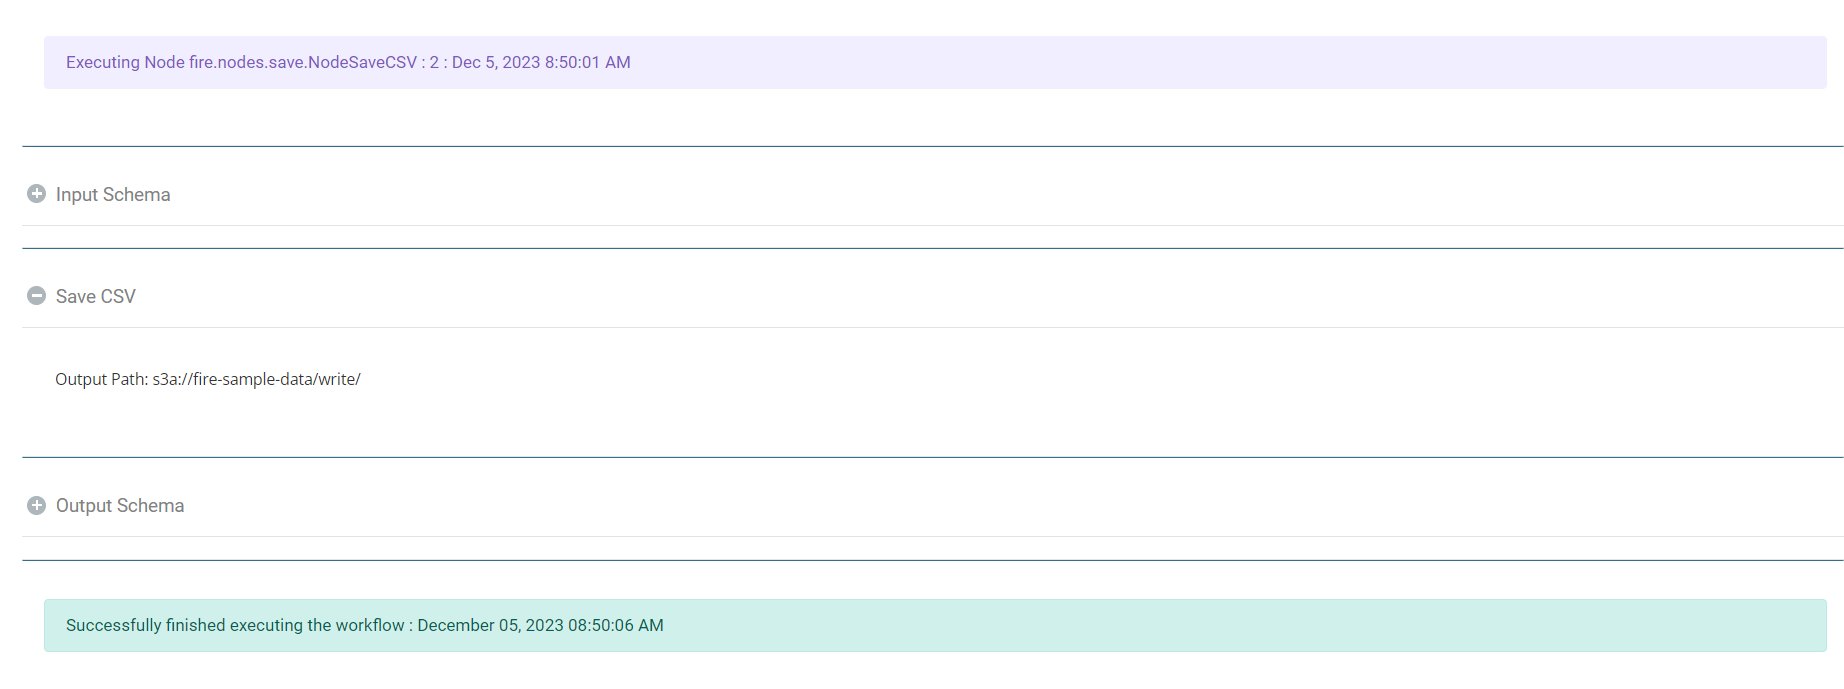 Executing Node fire.nodes.save.NodeSaveCSV : 2 : Dec 5, 2023 8:50:01 AM
Input Schema
Save CSV
Output Path: s3a://fire-sample-data/write/
Output Schema
Successfully finished executing the workflow : December 05, 2023 08:50:06 AM